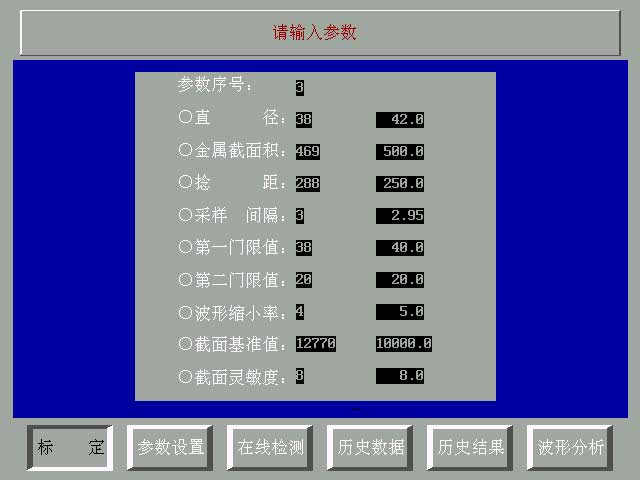 请输入参数
参数序号: 3
○直 径: 38 42.0
○金属截面积: 469 500.0
○捻 距: 288 250.0
○采样 间隔: 3 2.95
○第一门限值: 38 40.0
○第二门限值: 20 20.0
○波形缩小率: 4 5.0
○截面基准值: 12770 10000.0
○截面灵敏度: 8 8.0
标 定 参数设置 在线检测 历史数据 历史结果 波形分析